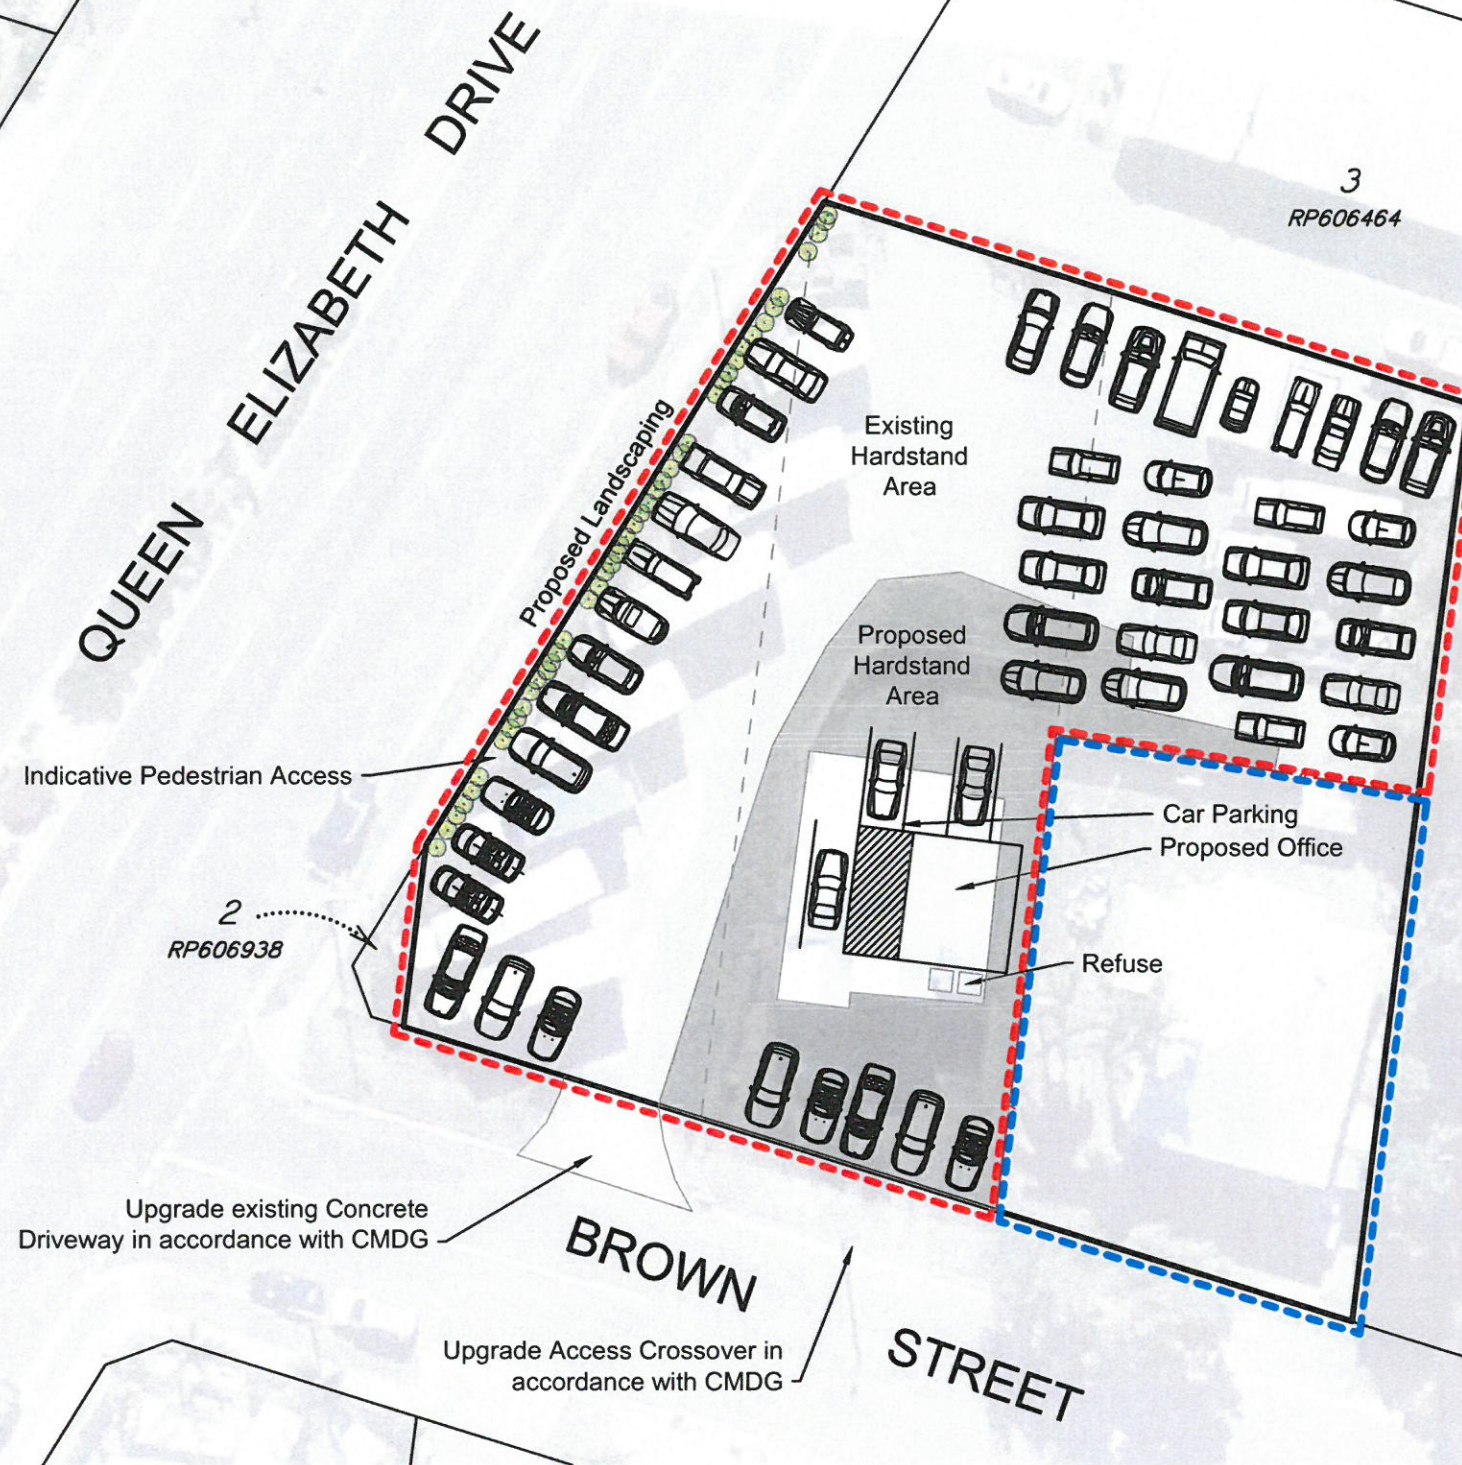 QUEEN ELIZABETH DRIVE
3
RP606464
Existing
Hardstand
Area
Proposed Landscaping
Proposed
Hardstand
Area
Indicative Pedestrian Access
Car Parking
Proposed Office
2
RP606938
Refuse
Upgrade existing Concrete
Driveway in accordance with CMDG
BROWN STREET
Upgrade Access Crossover in
accordance with CMDG